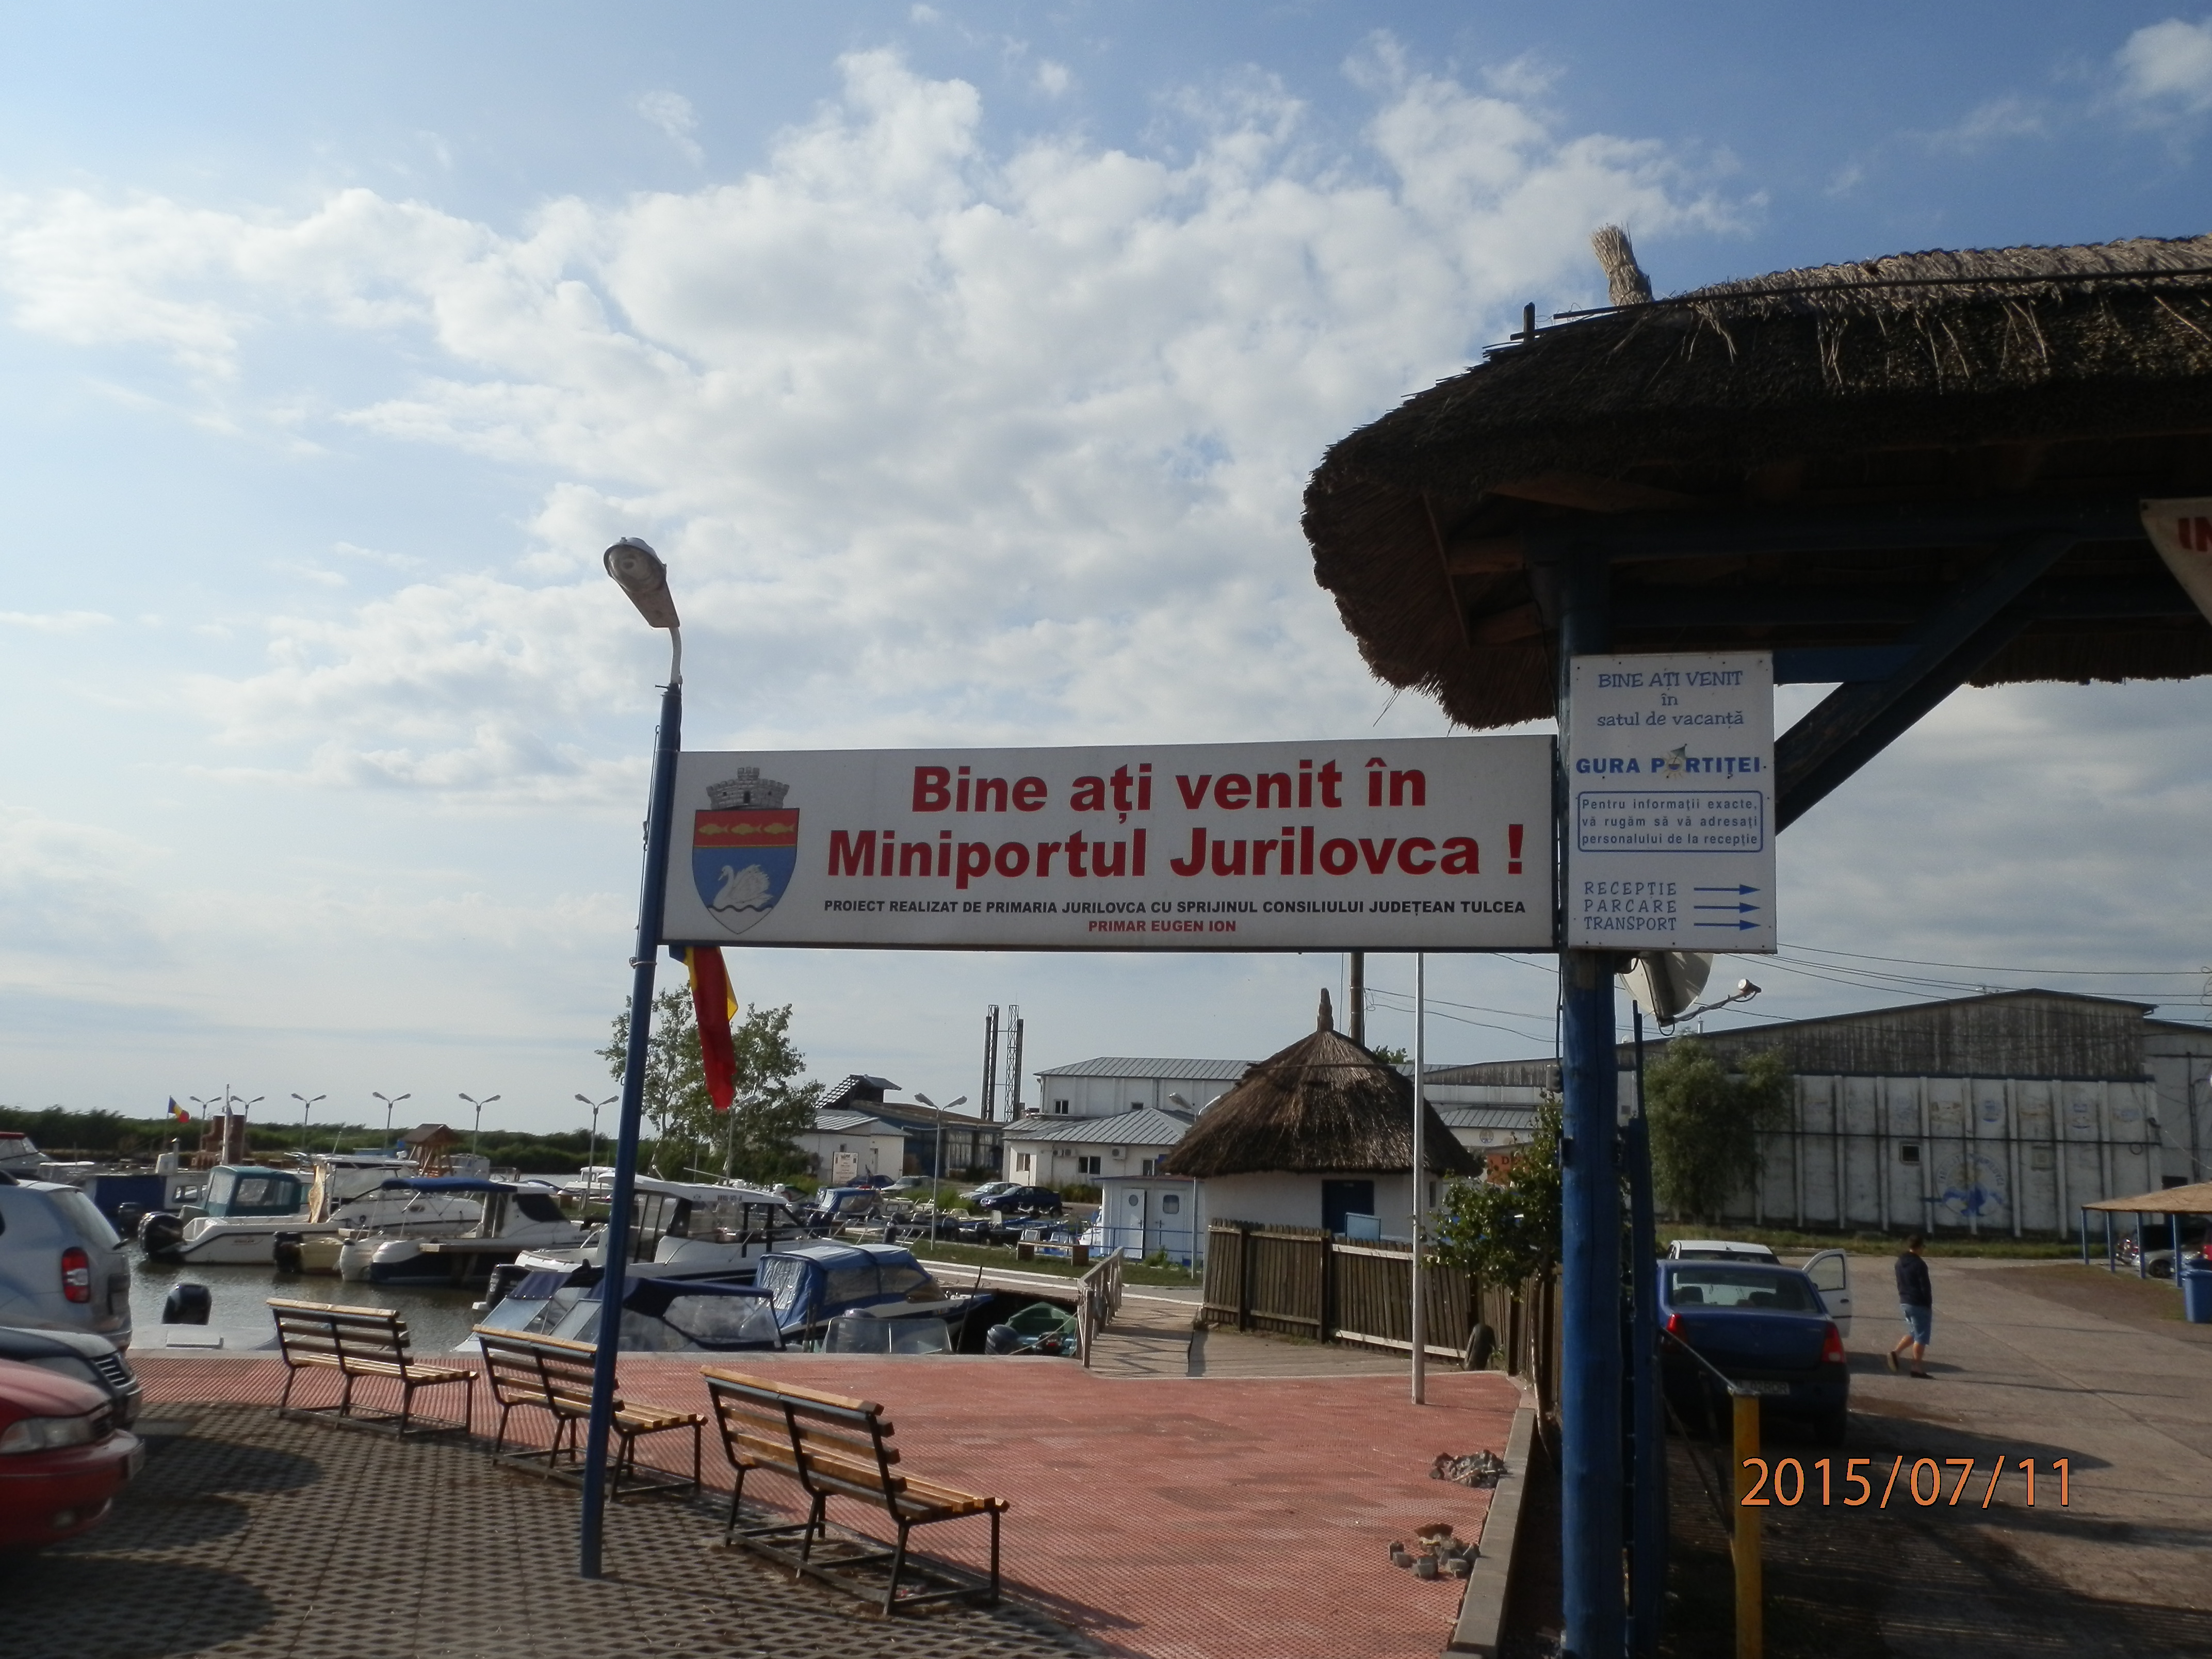 Bine ați venit în
Miniportul Jurilovca !
PROIECT REALIZAT DE PRIMARIA JURILOVCA CU SPRIJINUL CONSILIULUI JUDEȚEAN TULCEA
PRIMAR EUGEN ION
BINE AȚI VENIT
în
satul de vacanță
GURA PORTIȚEI
Pentru informații exacte,
vă rugăm să vă adresați
personalului de la recepție
RECEPTIE
PARCARE
TRANSPORT
2015/07/11